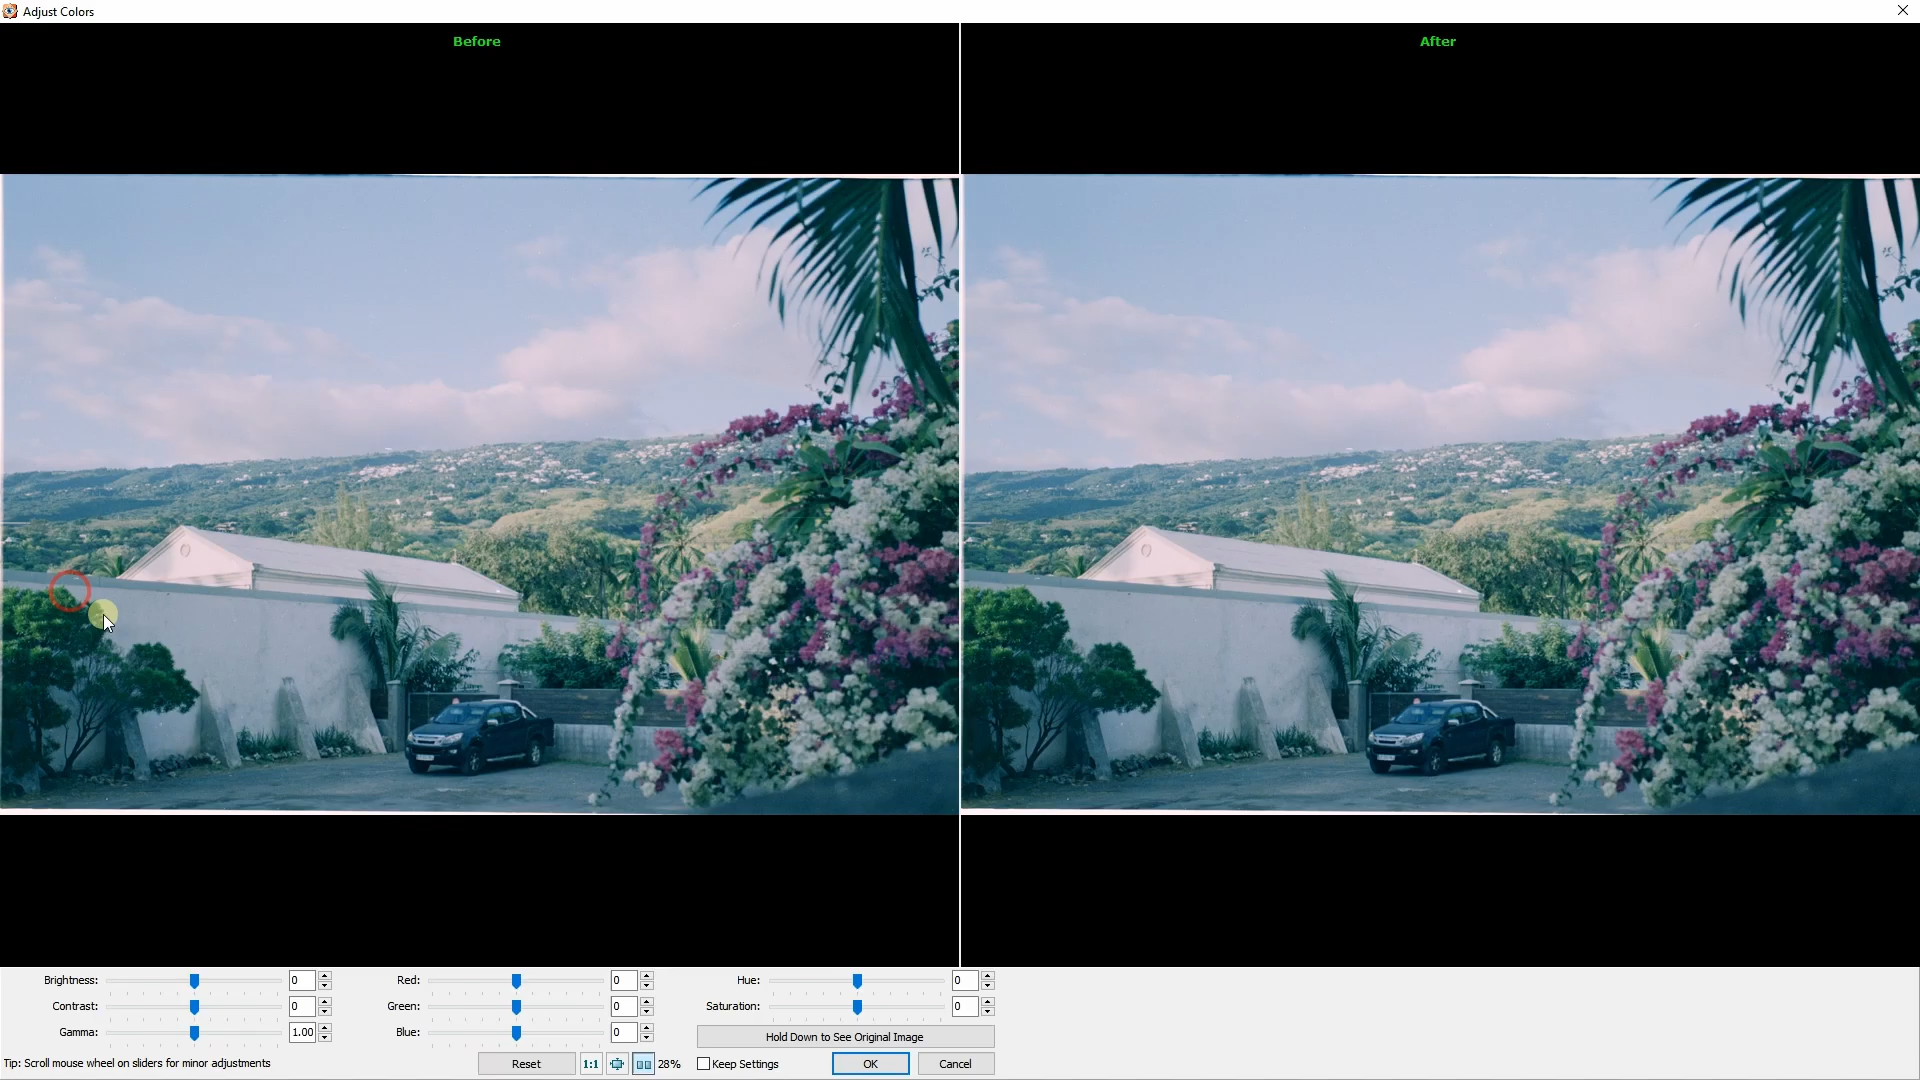 Adjust Colors
Before
After
Brightness: 0
Red: 0
Hue: 0
Contrast: 0
Green: 0
Saturation: 0
Gamma: 1.00
Blue: 0
Hold Down to See Original Image
Tip: Scroll mouse wheel on sliders for minor adjustments
Reset
1:1
28%
Keep Settings
OK
Cancel